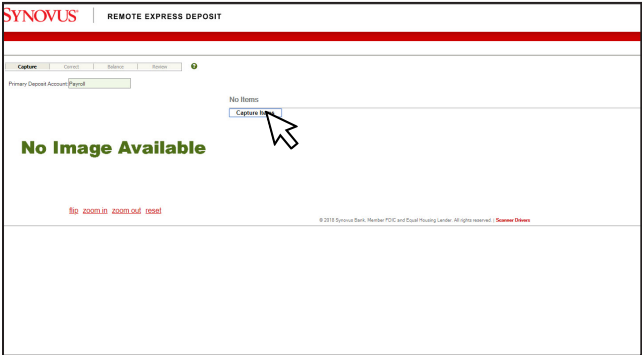 SYNOVUS® REMOTE EXPRESS DEPOSIT
Capture Correct Balance Review ?
Primary Deposit Account Payroll
No Items
Capture Items
No Image Available
flip zoom in zoom out reset
© 2018 Synovus Bank: Member FDIC and Equal Housing Lender. All rights reserved | Scanner Drivers